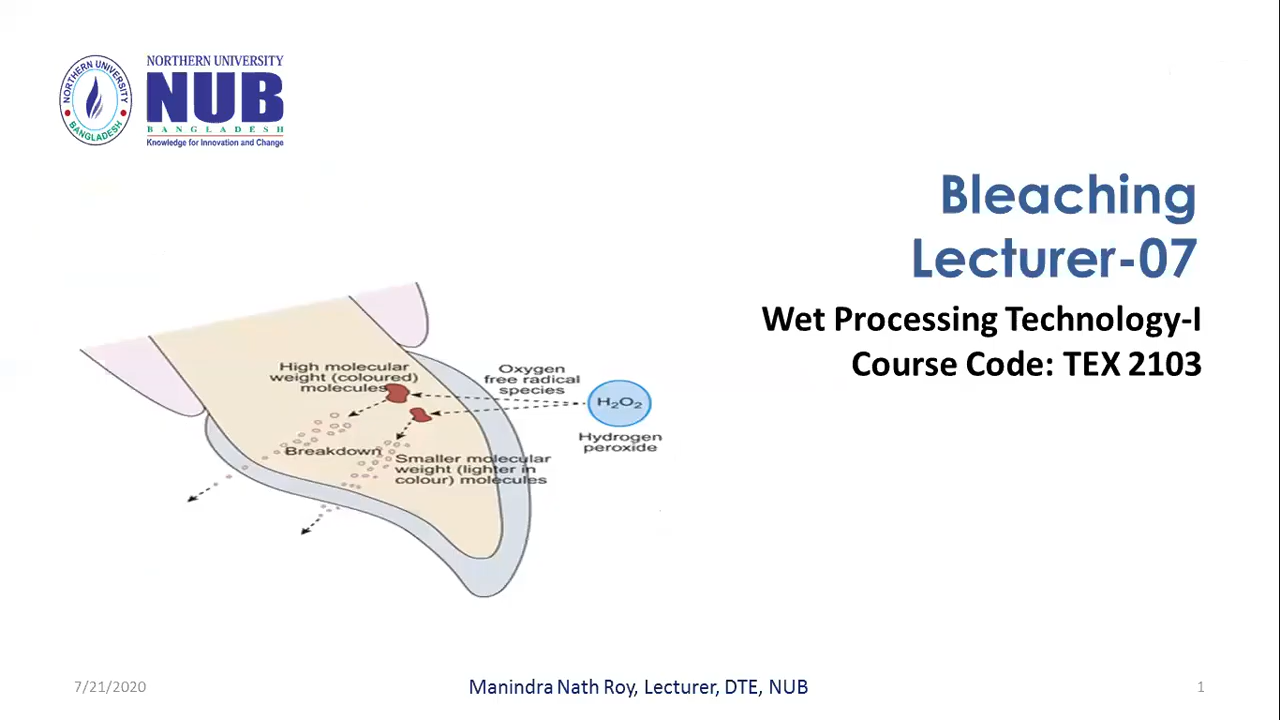 NORTHERN UNIVERSITY
BANGLADESH
NORTHERN UNIVERSITY
NUB
BANGLADESH
Knowledge for Innovation and Change
Bleaching
Lecturer-07
Wet Processing Technology-I
Course Code: TEX 2103
High molecular
weight (coloured)
molecules
Oxygen
free radical
species
H₂O₂
Hydrogen
peroxide
Breakdown
Smaller molecular
weight (lighter in
colour) molecules
7/21/2020
Manindra Nath Roy, Lecturer, DTE, NUB
1